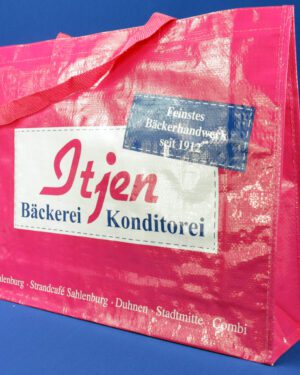 Feinstes
Bäckerhandwerk
seit 1912
Itjen
Bäckerei Konditorei
· Strandcafé Sahlenburg · Duhnen · Stadtmitte · Combi